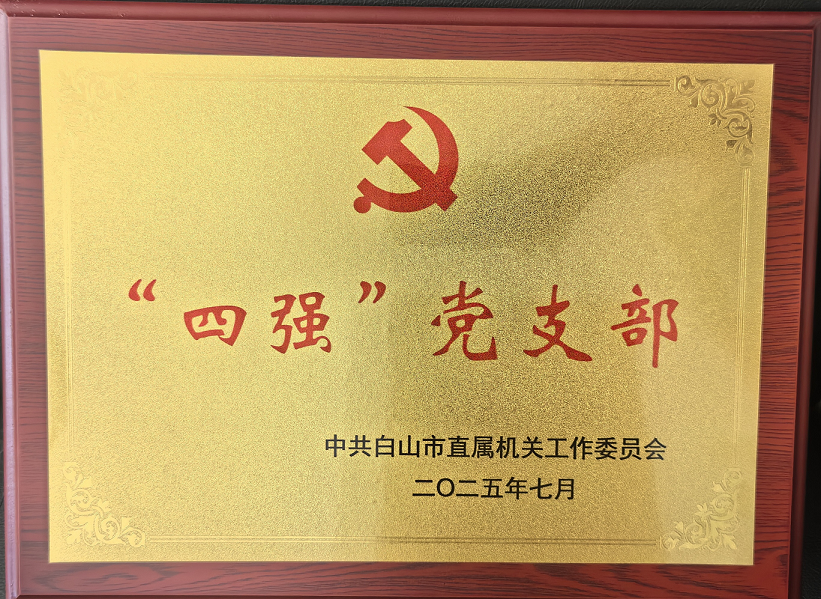 “四强”党支部
中共白山市直属机关工作委员会
二〇二五年七月